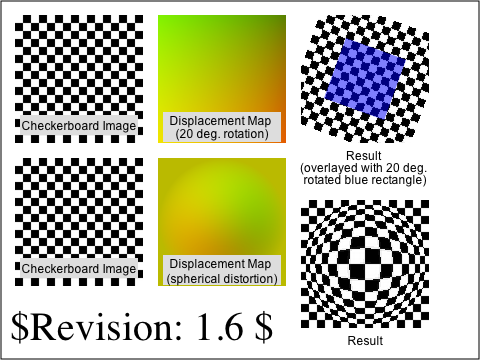 Checkerboard Image
Displacement Map
(20 deg. rotation)
Result
(overlayed with 20 deg.
rotated blue rectangle)
Checkerboard Image
Displacement Map
(spherical distortion)
Result
$Revision: 1.6 $